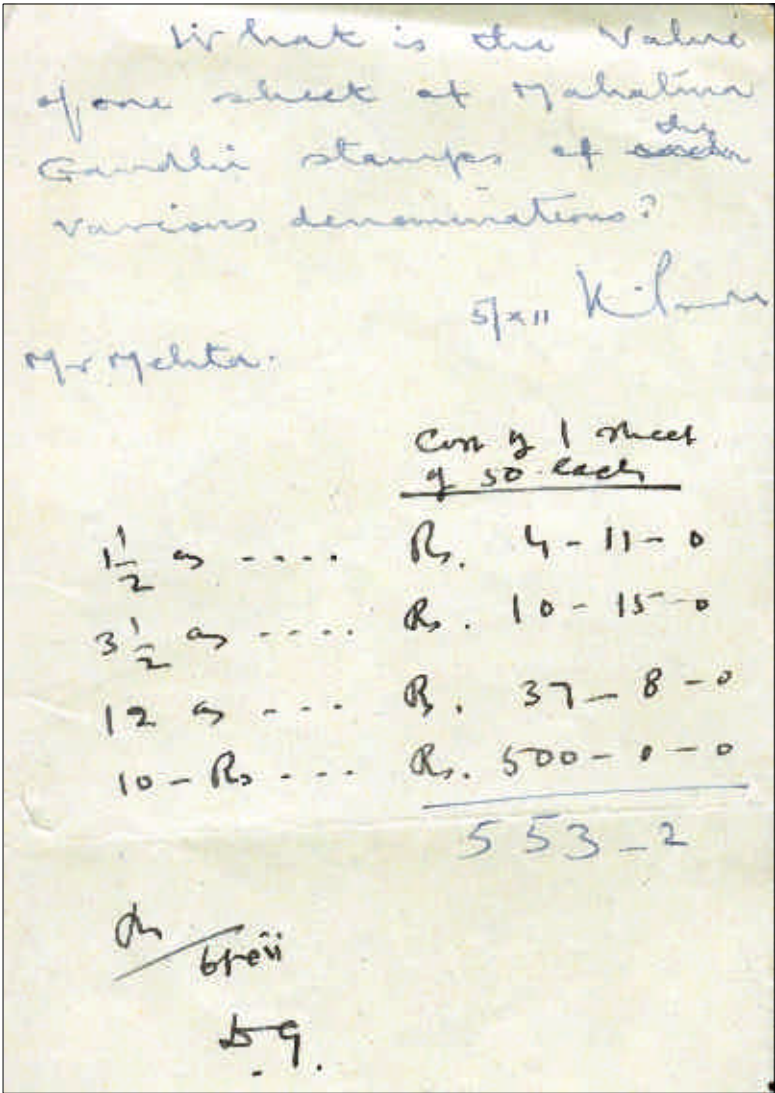 What is the Value
of one sheet of Mahatma
the
Gandhi stamps of
various denominations?
5/xii
Mr Mehta.
Cost of 1 sheet
of 50 each
1 1/2 as .... Rs. 4-11-0
3 1/2 as .... Rs. 10-15-0
12 as ... Rs. 37-8-0
10-Rs ... Rs. 500-0-0
553-2
DG.